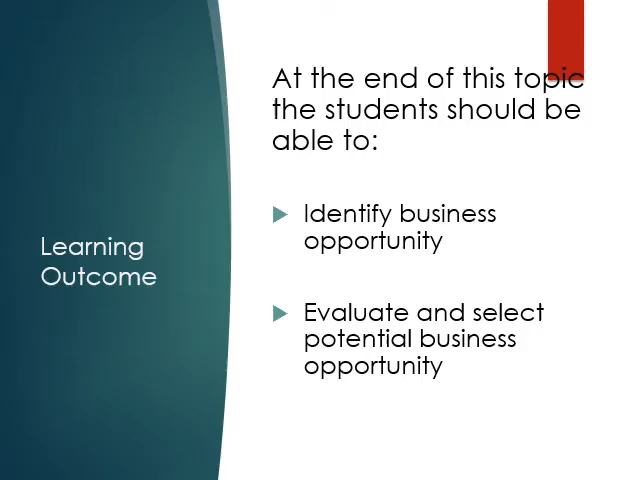 Learning
Outcome
At the end of this topic
the students should be
able to:
Identify business
opportunity
Evaluate and select
potential business
opportunity